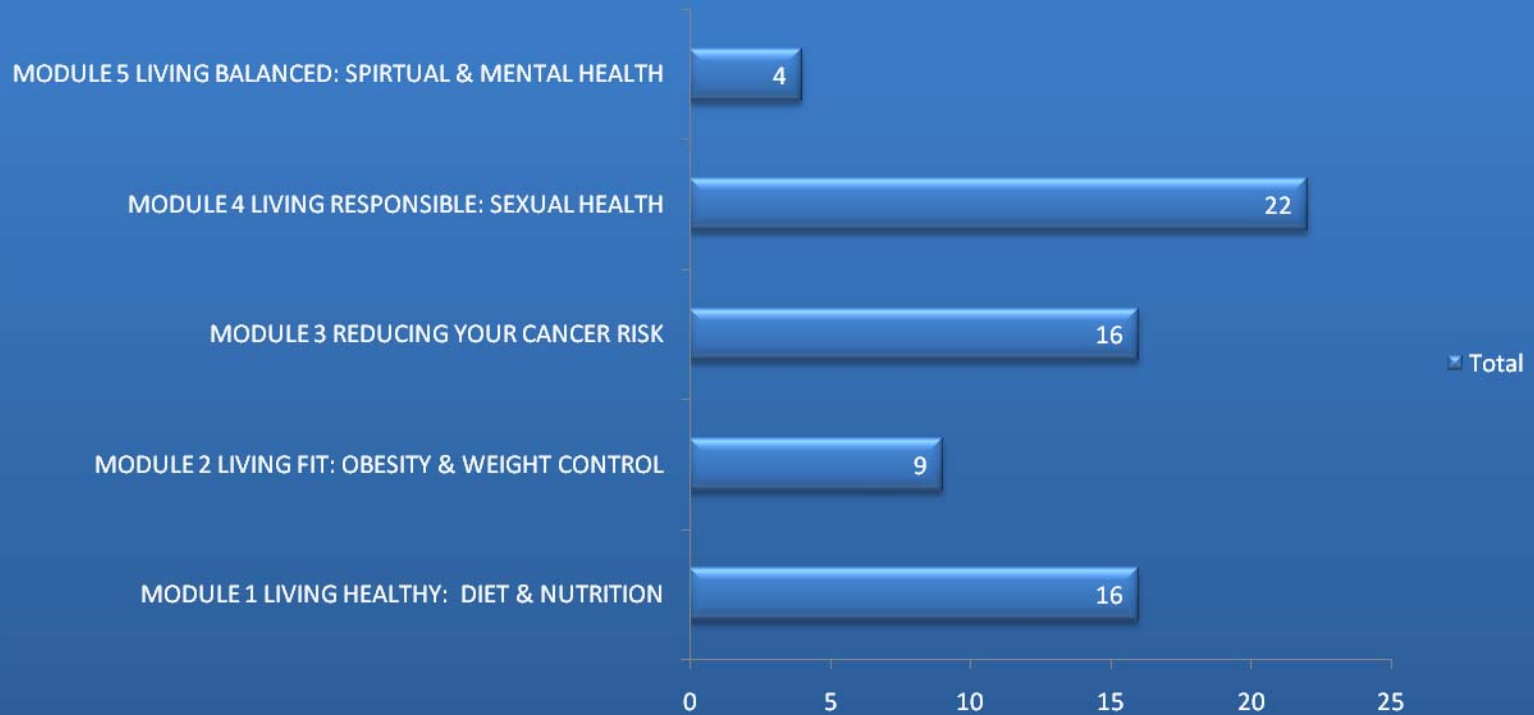 MODULE 5 LIVING BALANCED: SPIRTUAL & MENTAL HEALTH
4
MODULE 4 LIVING RESPONSIBLE: SEXUAL HEALTH
22
MODULE 3 REDUCING YOUR CANCER RISK
16
Total
MODULE 2 LIVING FIT: OBESITY & WEIGHT CONTROL
9
MODULE 1 LIVING HEALTHY: DIET & NUTRITION
16
0 5 10 15 20 25